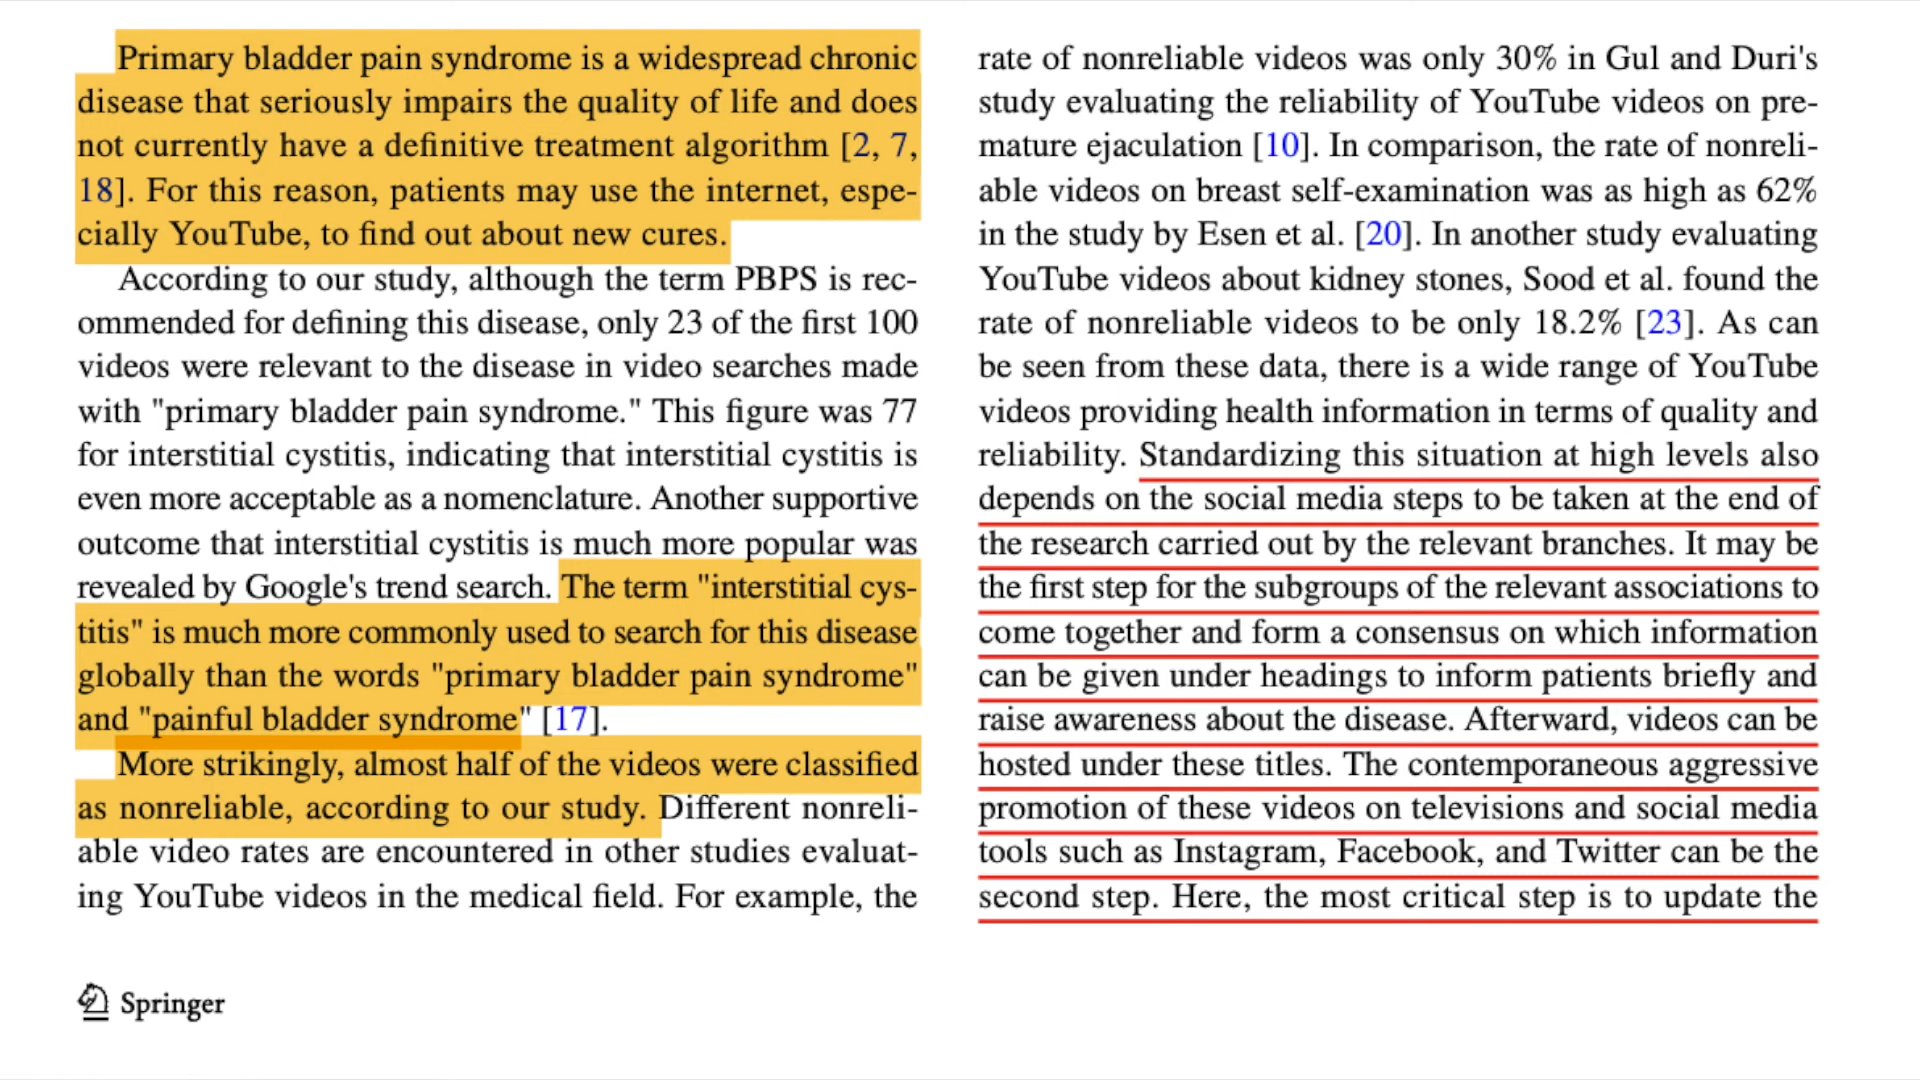 Primary bladder pain syndrome is a widespread chronic
disease that seriously impairs the quality of life and does
not currently have a definitive treatment algorithm [2, 7,
18]. For this reason, patients may use the internet, espe-
cially YouTube, to find out about new cures.
According to our study, although the term PBPS is rec-
ommended for defining this disease, only 23 of the first 100
videos were relevant to the disease in video searches made
with "primary bladder pain syndrome." This figure was 77
for interstitial cystitis, indicating that interstitial cystitis is
even more acceptable as a nomenclature. Another supportive
outcome that interstitial cystitis is much more popular was
revealed by Google's trend search. The term "interstitial cys-
titis" is much more commonly used to search for this disease
globally than the words "primary bladder pain syndrome"
and "painful bladder syndrome" [17].
More strikingly, almost half of the videos were classified
as nonreliable, according to our study. Different nonreli-
able video rates are encountered in other studies evaluat-
ing YouTube videos in the medical field. For example, the
rate of nonreliable videos was only 30% in Gul and Duri's
study evaluating the reliability of YouTube videos on pre-
mature ejaculation [10]. In comparison, the rate of nonreli-
able videos on breast self-examination was as high as 62%
in the study by Esen et al. [20]. In another study evaluating
YouTube videos about kidney stones, Sood et al. found the
rate of nonreliable videos to be only 18.2% [23]. As can
be seen from these data, there is a wide range of YouTube
videos providing health information in terms of quality and
reliability. Standardizing this situation at high levels also
depends on the social media steps to be taken at the end of
the research carried out by the relevant branches. It may be
the first step for the subgroups of the relevant associations to
come together and form a consensus on which information
can be given under headings to inform patients briefly and
raise awareness about the disease. Afterward, videos can be
hosted under these titles. The contemporaneous aggressive
promotion of these videos on televisions and social media
tools such as Instagram, Facebook, and Twitter can be the
second step. Here, the most critical step is to update the
Springer